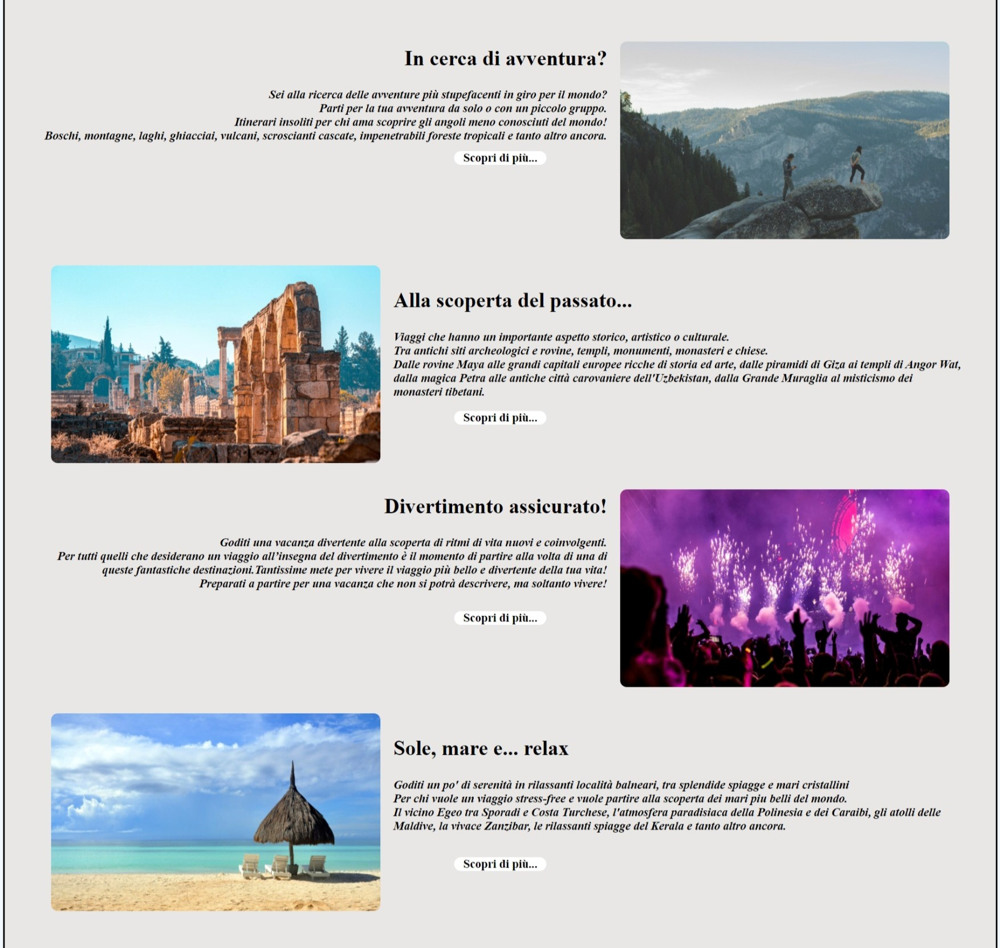 In cerca di avventura?
Sei alla ricerca delle avventure più stupefacenti in giro per il mondo?
Parti per la tua avventura da solo o con un piccolo gruppo.
Itinerari insoliti per chi ama scoprire gli angoli meno conosciuti del mondo!
Boschi, montagne, laghi, ghiacciai, vulcani, scroscianti cascate, impenetrabili foreste tropicali e tanto altro ancora.
Scopri di più...
Alla scoperta del passato...
Viaggi che hanno un importante aspetto storico, artistico o culturale.
Tra antichi siti archeologici e rovine, templi, monumenti, monasteri e chiese.
Dalle rovine Maya alle grandi capitali europee ricche di storia ed arte, dalle piramidi di Giza ai templi di Angor Wat,
dalla magica Petra alle antiche città carovaniere dell'Uzbekistan, dalla Grande Muraglia al misticismo dei
monasteri tibetani.
Scopri di più...
Divertimento assicurato!
Goditi una vacanza divertente alla scoperta di ritmi di vita nuovi e coinvolgenti.
Per tutti quelli che desiderano un viaggio all’insegna del divertimento è il momento di partire alla volta di una di
queste fantastiche destinazioni.Tantissime mete per vivere il viaggio più bello e divertente della tua vita!
Preparati a partire per una vacanza che non si potrà descrivere, ma soltanto vivere!
Scopri di più...
Sole, mare e... relax
Goditi un po' di serenità in rilassanti località balneari, tra splendide spiagge e mari cristallini
Per chi vuole un viaggio stress-free e vuole partire alla scoperta dei mari piu belli del mondo.
Il vicino Egeo tra Sporadi e Costa Turchese, l'atmosfera paradisiaca della Polinesia e dei Caraibi, gli atolli delle
Maldive, la vivace Zanzibar, le rilassanti spiagge del Kerala e tanto altro ancora.
Scopri di più...